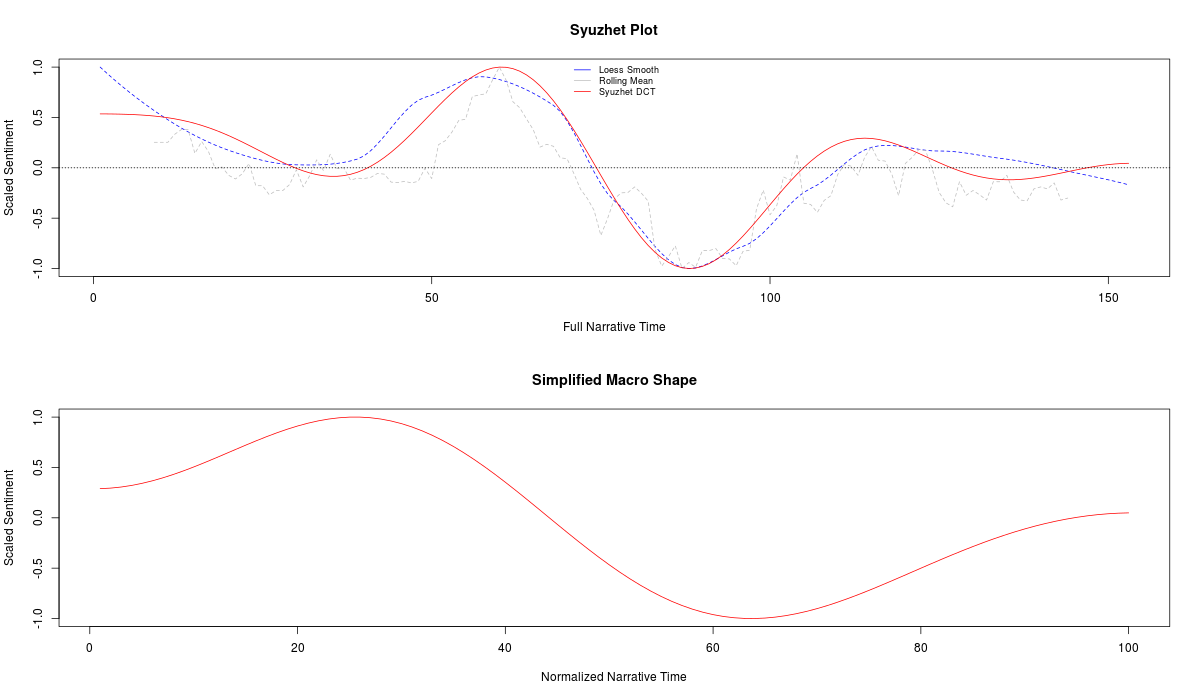 Syuzhet Plot
Scaled Sentiment
1.0
0.5
0.0
-0.5
-1.0
Loess Smooth
Rolling Mean
Syuzhet DCT
0 50 100 150
Full Narrative Time
Simplified Macro Shape
Scaled Sentiment
1.0
0.5
0.0
-0.5
-1.0
0 20 40 60 80 100
Normalized Narrative Time